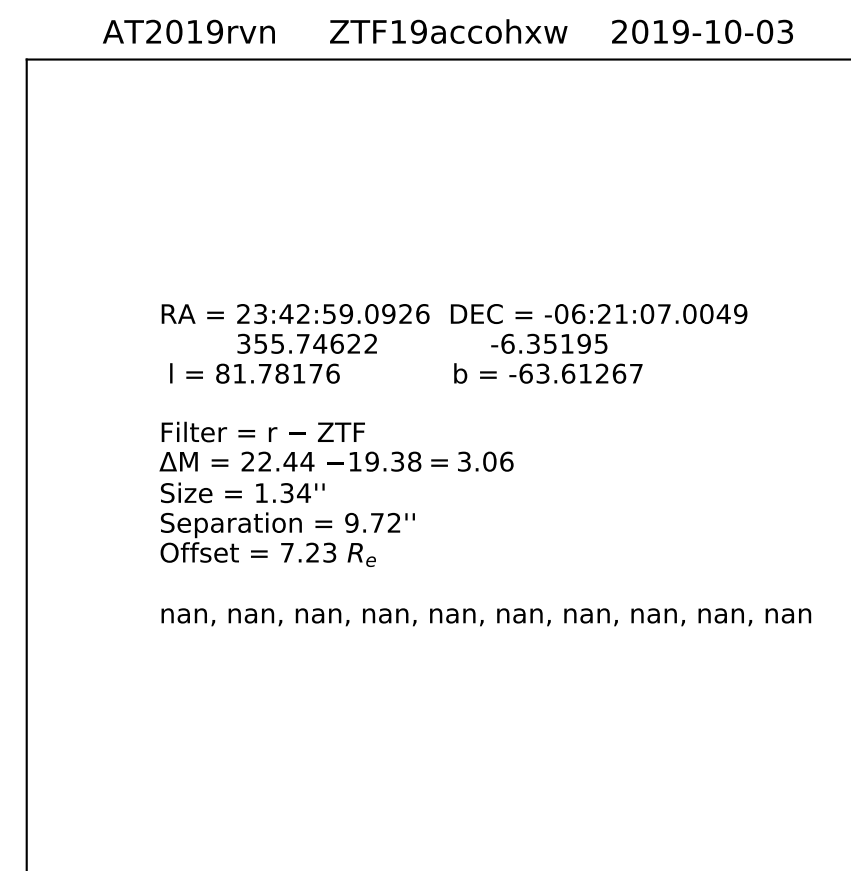 AT2019rvn ZTF19accohxw 2019-10-03
RA = 23:42:59.0926 DEC = -06:21:07.0049
355.74622 -6.35195
l = 81.78176 b = -63.61267
Filter = r − ZTF
ΔM = 22.44 −19.38 = 3.06
Size = 1.34''
Separation = 9.72''
Offset = 7.23 Re
nan, nan, nan, nan, nan, nan, nan, nan, nan, nan